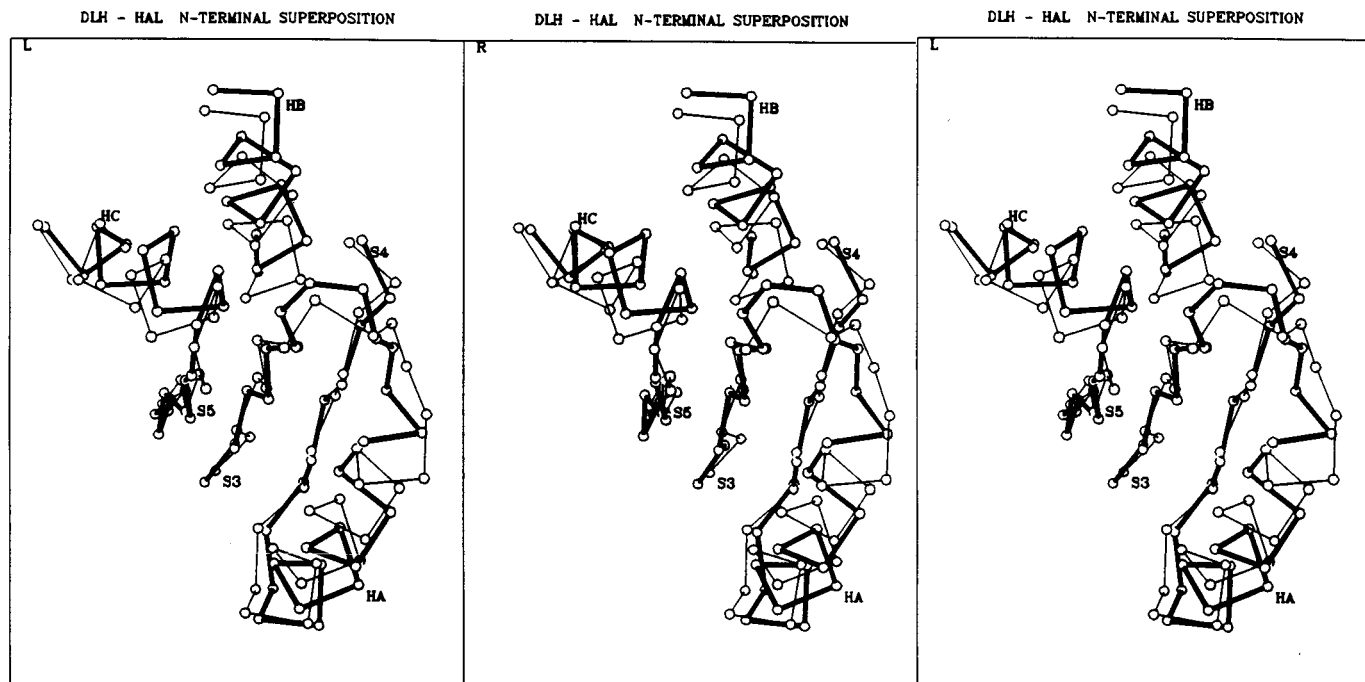 DLH - HAL N-TERMINAL SUPERPOSITION
DLH - HAL N-TERMINAL SUPERPOSITION
DLH - HAL N-TERMINAL SUPERPOSITION
L
R
L
HB
HB
HB
HC
HC
HC
S4
S4
S4
S5
S5
S5
S3
S3
S3
HA
HA
HA